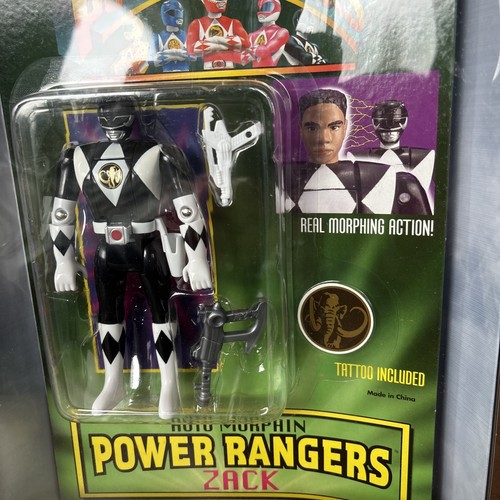 REAL MORPHING ACTION!
TATTOO INCLUDED
Made in China
AUTO MORPHIN
POWER RANGERS
ZACK